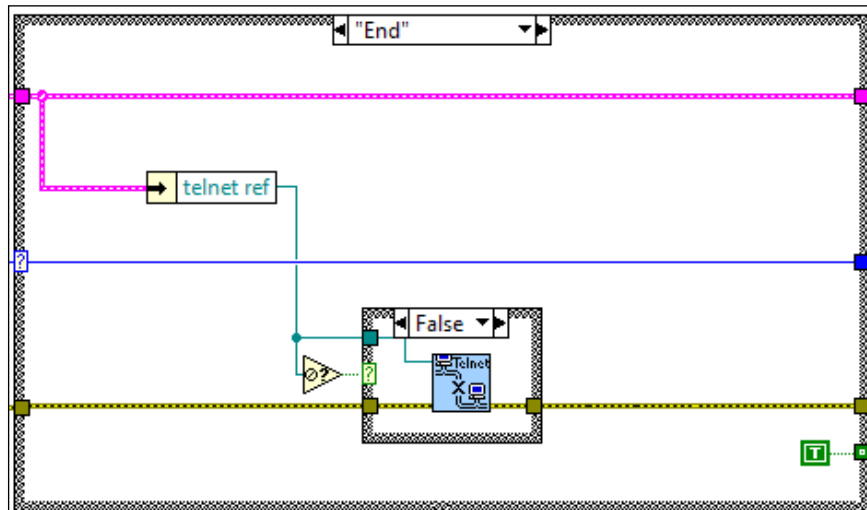 "End"
telnet ref
False
Telnet
?
?
?
T